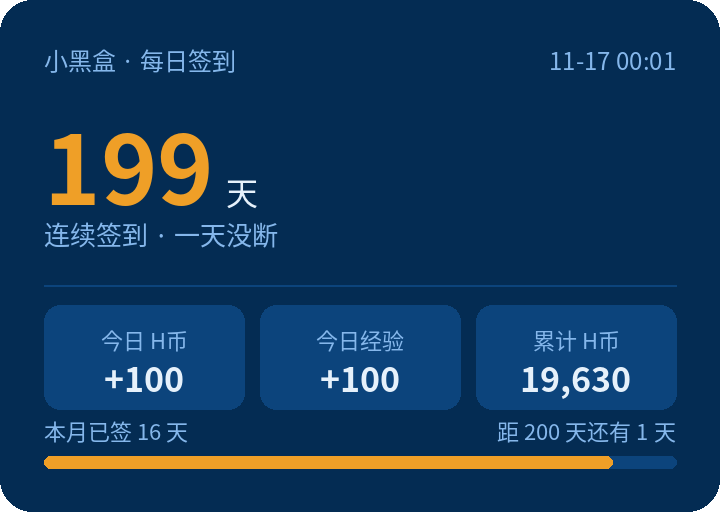 小黑盒 · 每日签到 11-17 00:01
199 天
连续签到 · 一天没断
今日 H币 今日经验 累计 H币
+100 +100 19,630
本月已签 16 天 距 200 天还有 1 天